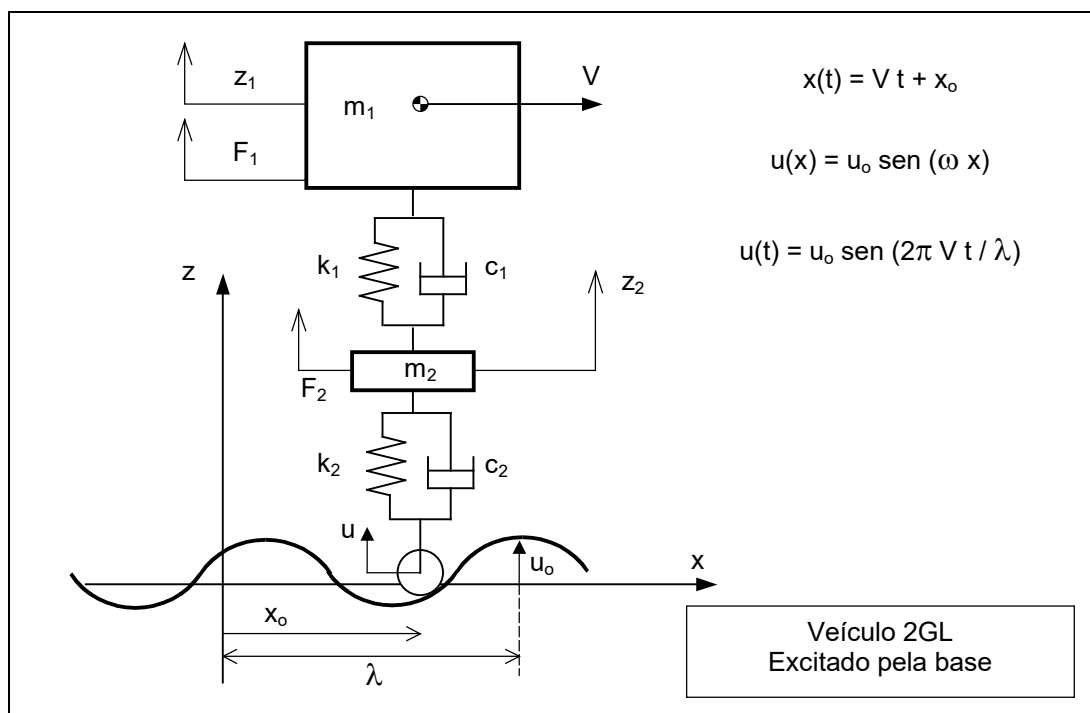 z₁
V
x(t) = V t + xₒ
m₁
F₁
u(x) = uₒ sen (ω x)
u(t) = uₒ sen (2π V t / λ)
z
k₁
c₁
z₂
m₂
F₂
k₂
c₂
u
uₒ
x
xₒ
λ
Veículo 2GL
Excitado pela base